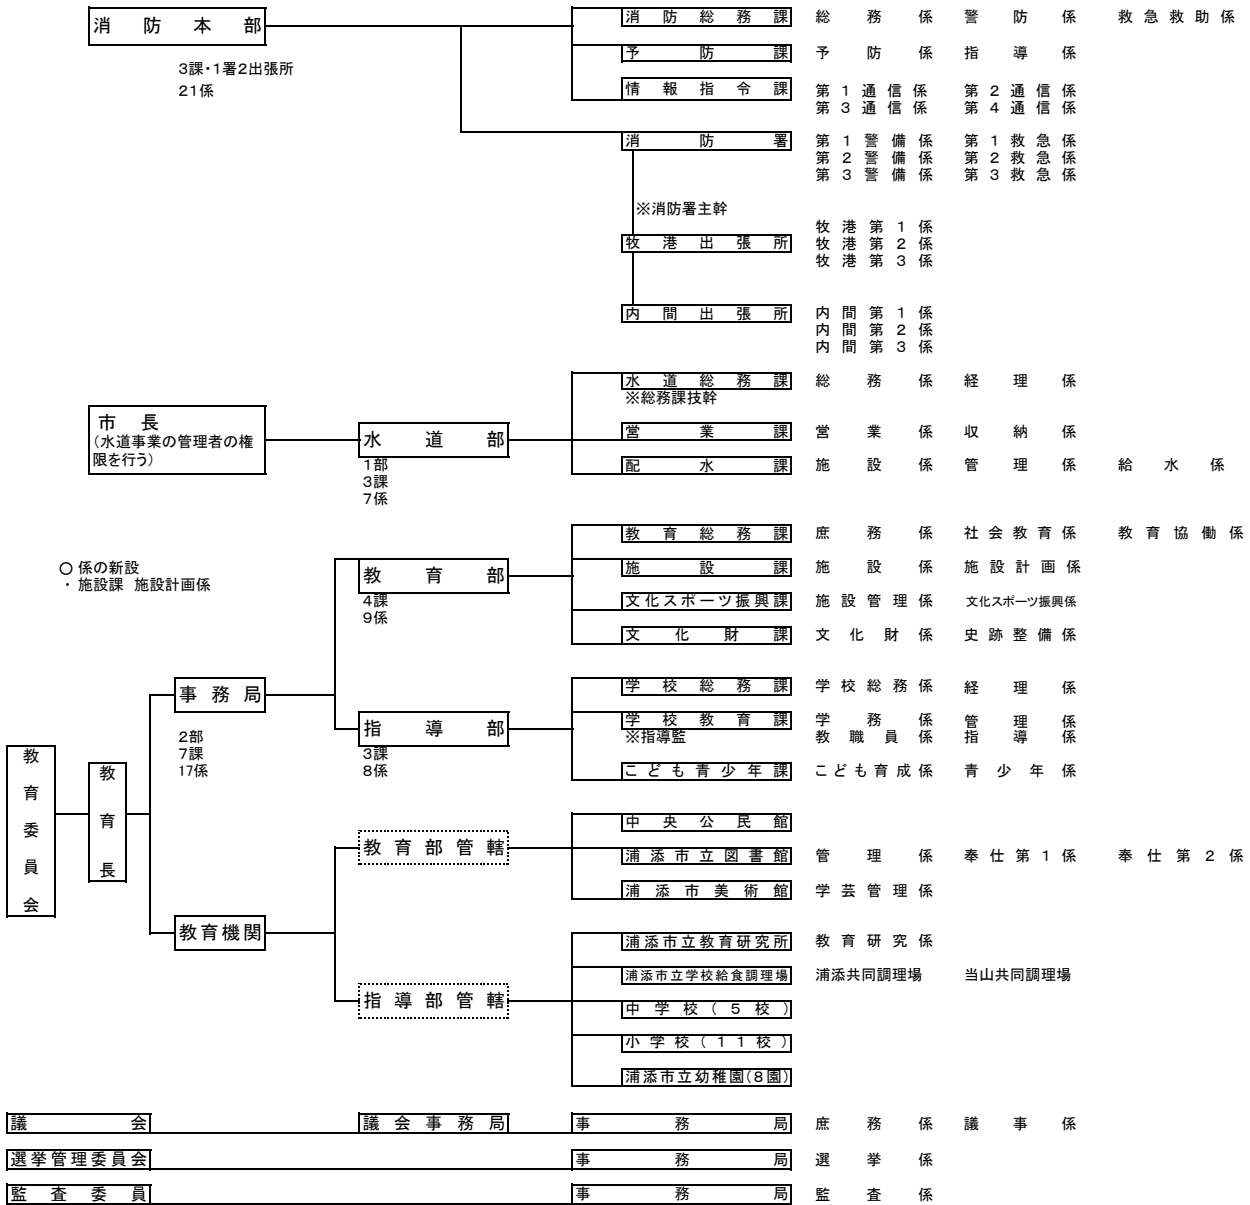 消防本部 消防総務課 総務係 警防係 救急救助係
予防課 予防係 指導係
3課・1署2出張所
21係
情報指令課 第1通信係 第2通信係
第3通信係 第4通信係
消防署 第1警備係 第1救急係
第2警備係 第2救急係
第3警備係 第3救急係
※消防署主幹
牧港第1係
牧港出張所 牧港第2係
牧港第3係
内間出張所 内間第1係
内間第2係
内間第3係
水道総務課 総務係 経理係
※総務課技幹
市長
(水道事業の管理者の権
限を行う)
水道部 営業課 営業係 収納係
1部
3課
7係
配水課 施設係 管理係 給水係
教育総務課 庶務係 社会教育係 教育協働係
○ 係の新設
・ 施設課 施設計画係
教育部 施設課 施設係 施設計画係
4課
9係
文化スポーツ振興課 施設管理係 文化スポーツ振興係
文化財課 文化財係 史跡整備係
事務局 学校総務課 学校総務係 経理係
2部
7課
17係
指導部 学校教育課 学務係 管理係
※指導監 教職員係 指導係
3課
8係
こども青少年課 こども育成係 青少年係
教育委員会
教育長
中央公民館
教育部管轄 浦添市立図書館 管理係 奉仕第1係 奉仕第2係
浦添市美術館 学芸管理係
教育機関 浦添市立教育研究所 教育研究係
浦添市立学校給食調理場 浦添共同調理場 当山共同調理場
指導部管轄 中学校(5校)
小学校(11校)
浦添市立幼稚園(8園)
議会 議会事務局 事務局 庶務係 議事係
選挙管理委員会 事務局 選挙係
監査委員 事務局 監査係